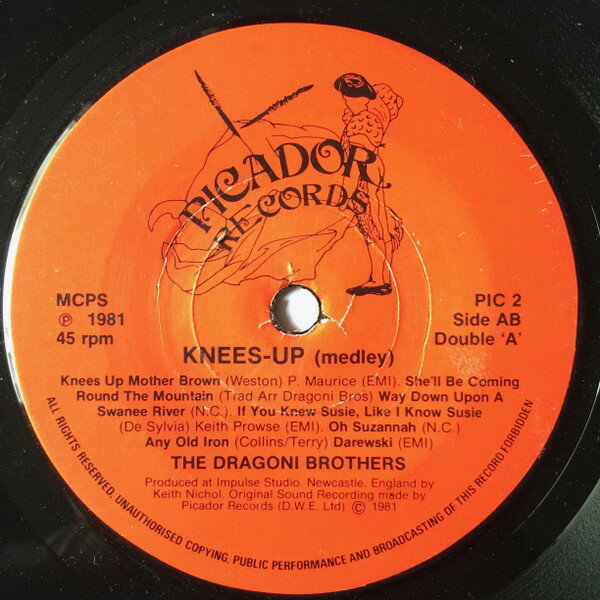 PICADOR
RECORDS
MCPS
℗ 1981
45 rpm
PIC 2
Side AB
Double 'A'
KNEES-UP (medley)
Knees Up Mother Brown (Weston) P. Maurice (EMI). She'll Be Coming
Round The Mountain (Trad Arr Dragoni Bros) Way Down Upon A
Swanee River (N.C.). If You Knew Susie, Like I Know Susie
(De Sylvia) Keith Prowse (EMI). Oh Suzannah (N.C.)
Any Old Iron (Collins/Terry) Darewski (EMI)
THE DRAGONI BROTHERS
Produced at Impulse Studio. Newcastle. England by
Keith Nichol. Original Sound Recording made by
Picador Records (D.W.E. Ltd) © 1981
ALL RIGHTS RESERVED, UNAUTHORISED COPYING, PUBLIC PERFORMANCE AND BROADCASTING OF THIS RECORD FORBIDDEN